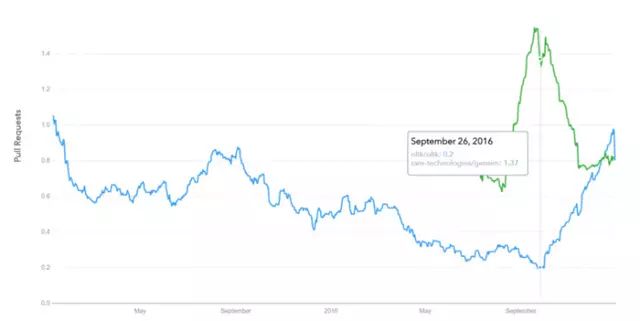 Pull Requests
1.4
1.2
1.0
0.8
0.6
0.4
0.2
0.0
September 26, 2016
nltk/nltk: 0.2
rare-technologies/gensim: 1.37
May
September
2016
May
September